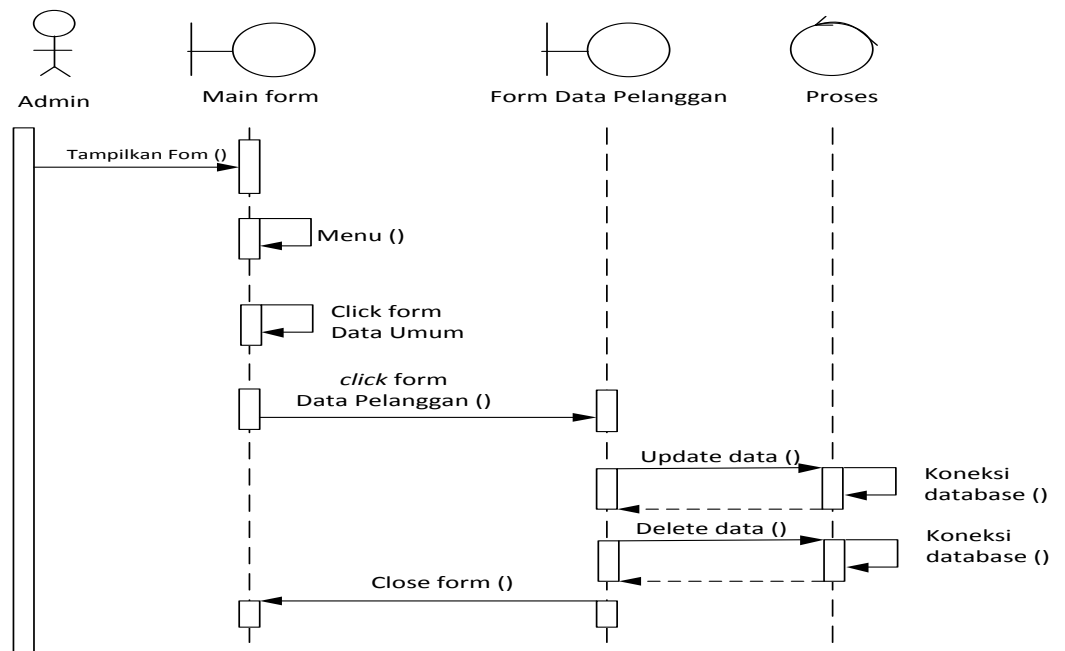 Admin
Main form
Form Data Pelanggan
Proses
Tampilkan Fom ()
Menu ()
Click form
Data Umum
click form
Data Pelanggan ()
Update data ()
Koneksi
database ()
Delete data ()
Koneksi
database ()
Close form ()